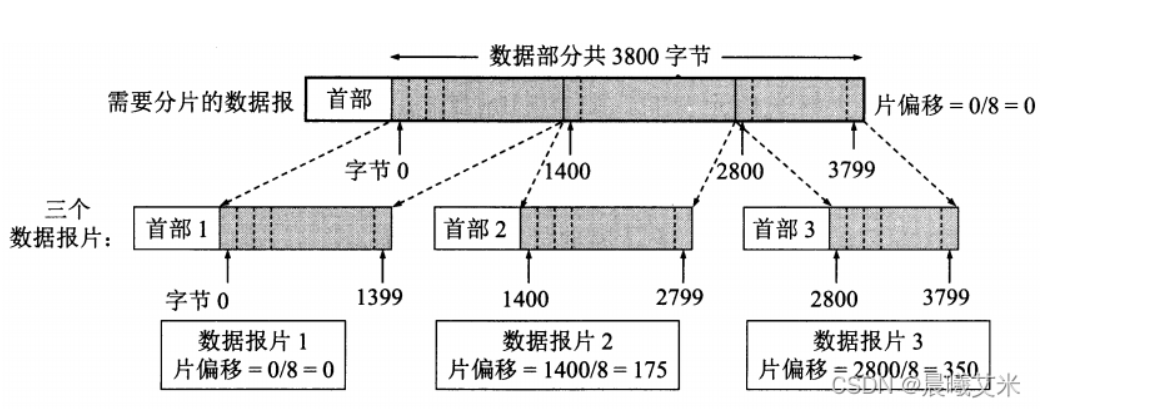 数据部分共 3800 字节
需要分片的数据报
首部
片偏移 = 0/8 = 0
字节 0
1400
2800
3799
三个
数据报片：
首部 1
首部 2
首部 3
字节 0
1399
1400
2799
2800
3799
数据报片 1
片偏移 = 0/8 = 0
数据报片 2
片偏移 = 1400/8 = 175
数据报片 3
片偏移 = 2800/8 = 350
CSDN @晨曦艾米